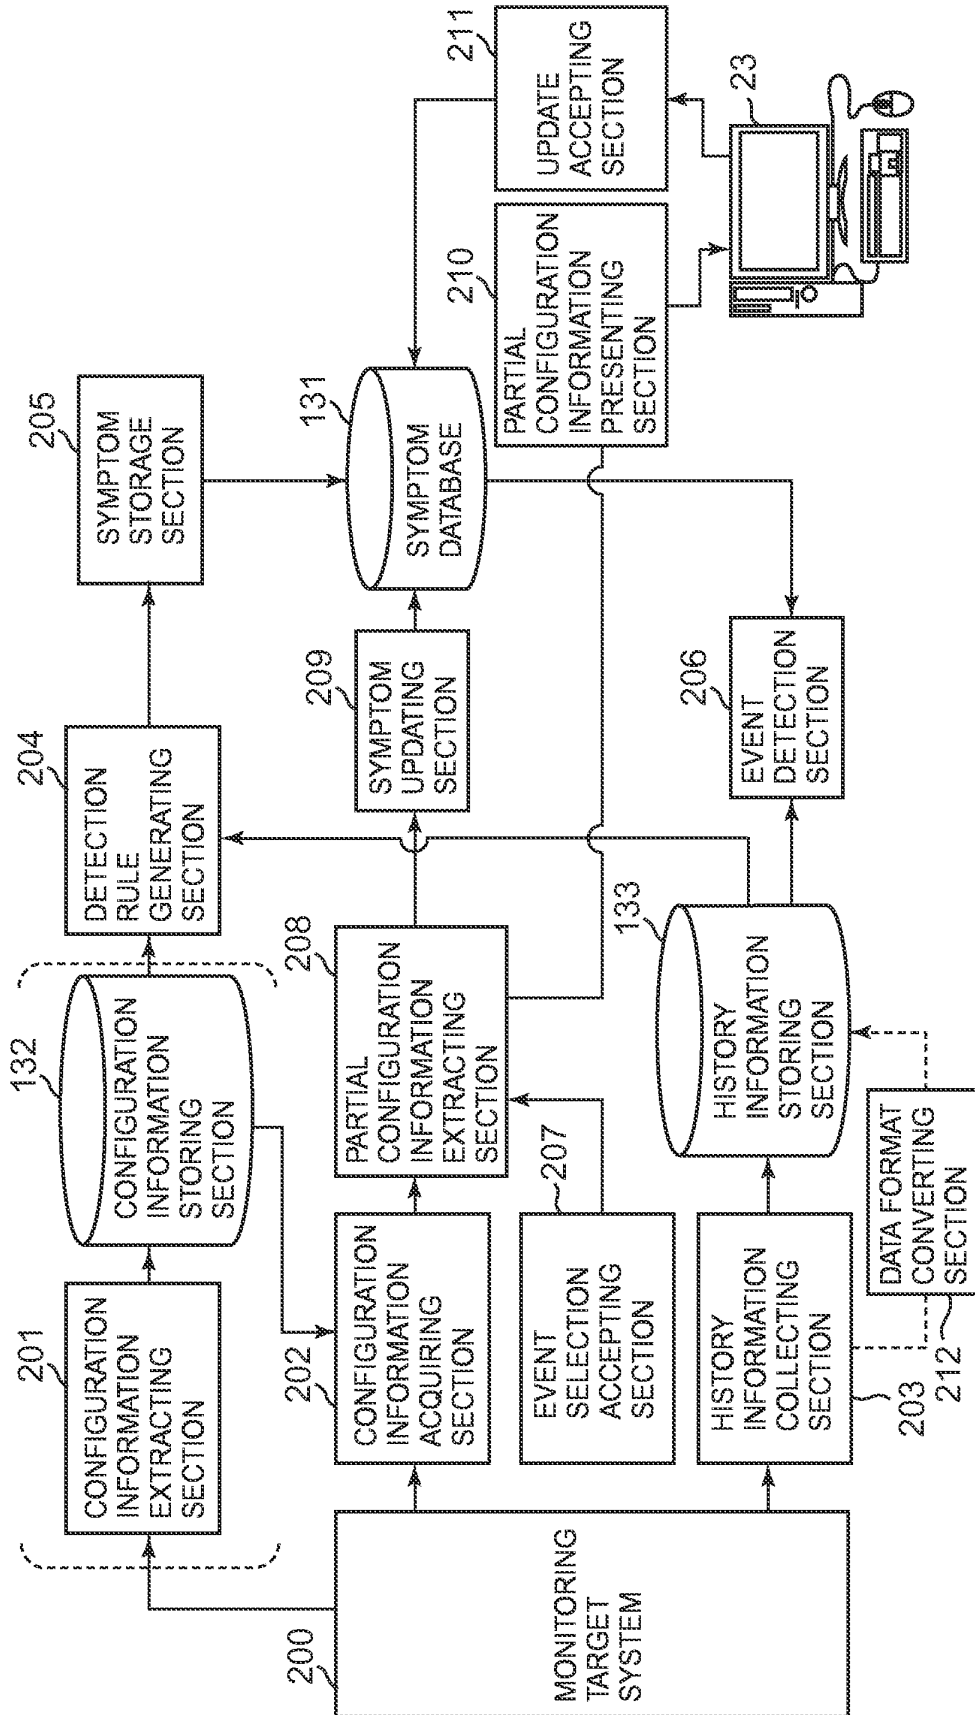 200
MONITORING
TARGET
SYSTEM
201
CONFIGURATION
INFORMATION
EXTRACTING
SECTION
132
CONFIGURATION
INFORMATION
STORING
SECTION
204
DETECTION
RULE
GENERATING
SECTION
205
SYMPTOM
STORAGE
SECTION
202
CONFIGURATION
INFORMATION
ACQUIRING
SECTION
208
PARTIAL
CONFIGURATION
INFORMATION
EXTRACTING
SECTION
209
SYMPTOM
UPDATING
SECTION
131
SYMPTOM
DATABASE
207
EVENT
SELECTION
ACCEPTING
SECTION
210
PARTIAL
CONFIGURATION
INFORMATION
PRESENTING
SECTION
211
UPDATE
ACCEPTING
SECTION
203
HISTORY
INFORMATION
COLLECTING
SECTION
133
HISTORY
INFORMATION
STORING
SECTION
206
EVENT
DETECTION
SECTION
23
212
DATA FORMAT
CONVERTING
SECTION